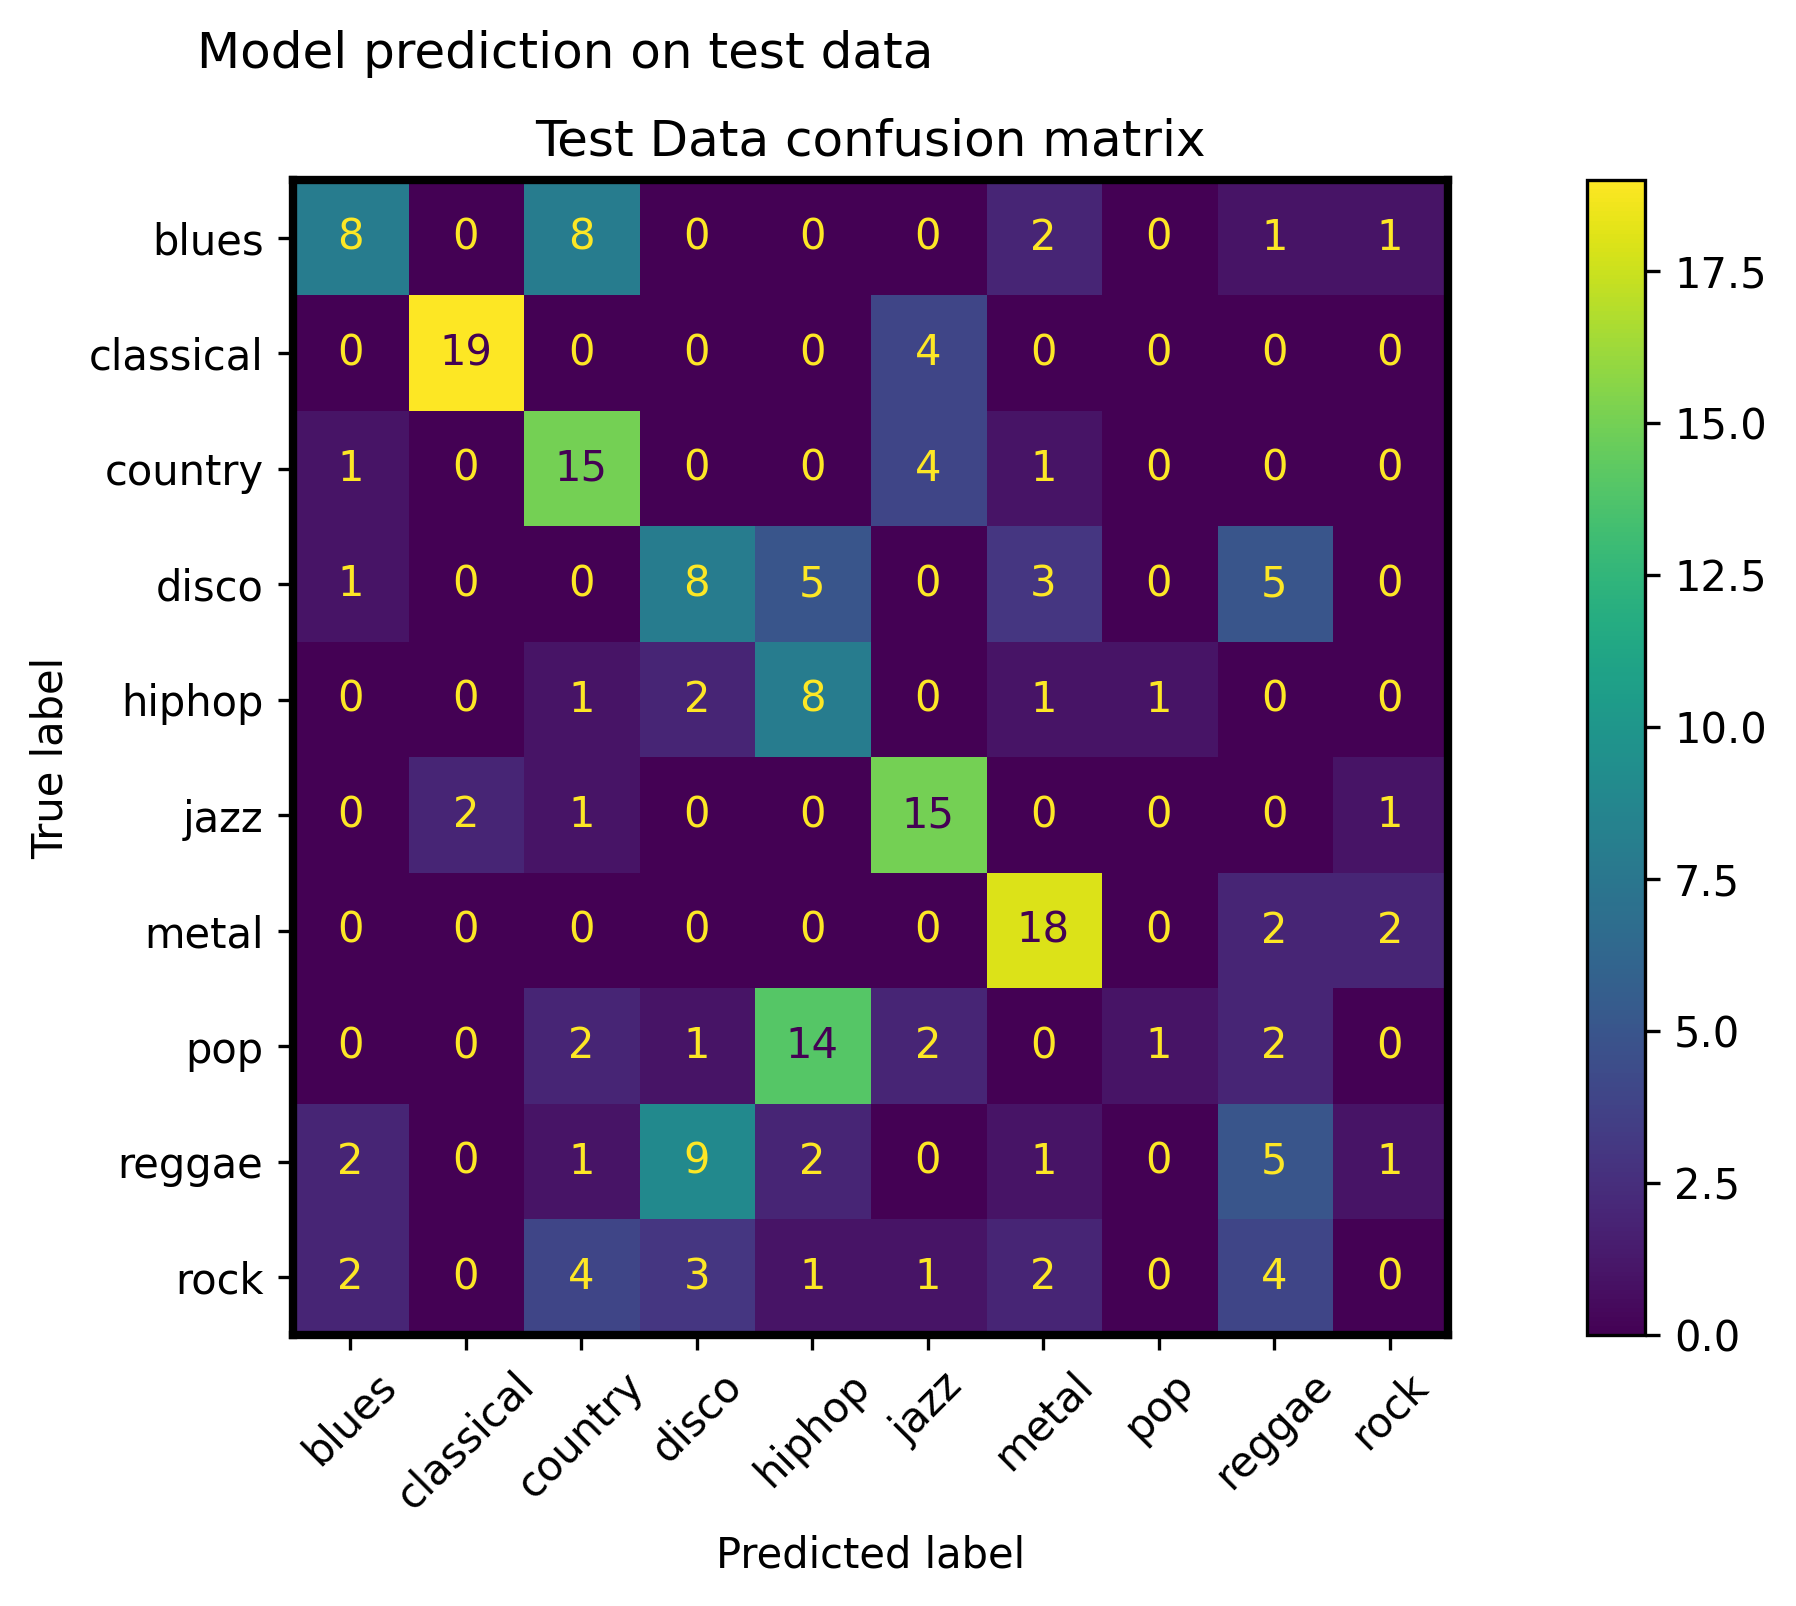 Model prediction on test data
Test Data confusion matrix
blues 8 0 8 0 0 0 2 0 1 1
classical 0 19 0 0 0 4 0 0 0 0
country 1 0 15 0 0 4 1 0 0 0
disco 1 0 0 8 5 0 3 0 5 0
hiphop 0 0 1 2 8 0 1 1 0 0
jazz 0 2 1 0 0 15 0 0 0 1
metal 0 0 0 0 0 0 18 0 2 2
pop 0 0 2 1 14 2 0 1 2 0
reggae 2 0 1 9 2 0 1 0 5 1
rock 2 0 4 3 1 1 2 0 4 0
True label
blues classical country disco hiphop jazz metal pop reggae rock
Predicted label
17.5
15.0
12.5
10.0
7.5
5.0
2.5
0.0